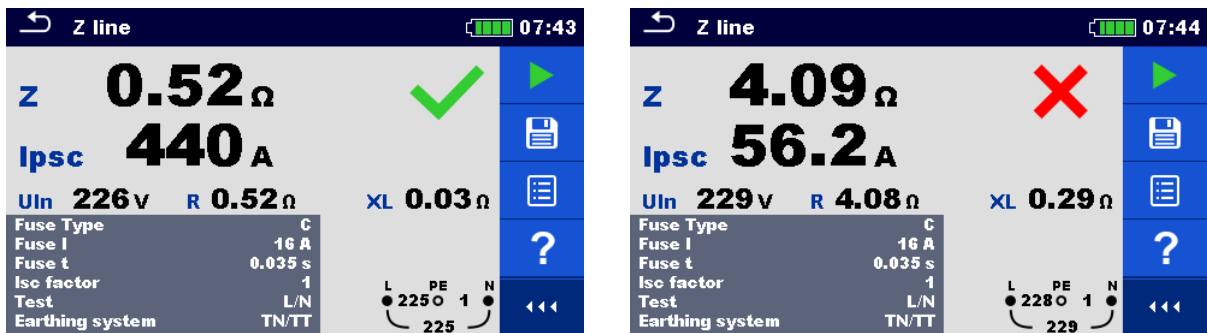 Z line 07:43
Z 0.52 Ω
Ipsc 440 A
Uln 226 V R 0.52 Ω XL 0.03 Ω
Fuse Type C
Fuse I 16 A
Fuse t 0.035 s
Isc factor 1
Test L/N
Earthing system TN/TT
L PE N
225 1
225
?
Z line 07:44
Z 4.09 Ω
Ipsc 56.2 A
Uln 229 V R 4.08 Ω XL 0.29 Ω
Fuse Type C
Fuse I 16 A
Fuse t 0.035 s
Isc factor 1
Test L/N
Earthing system TN/TT
L PE N
228 1
229
?